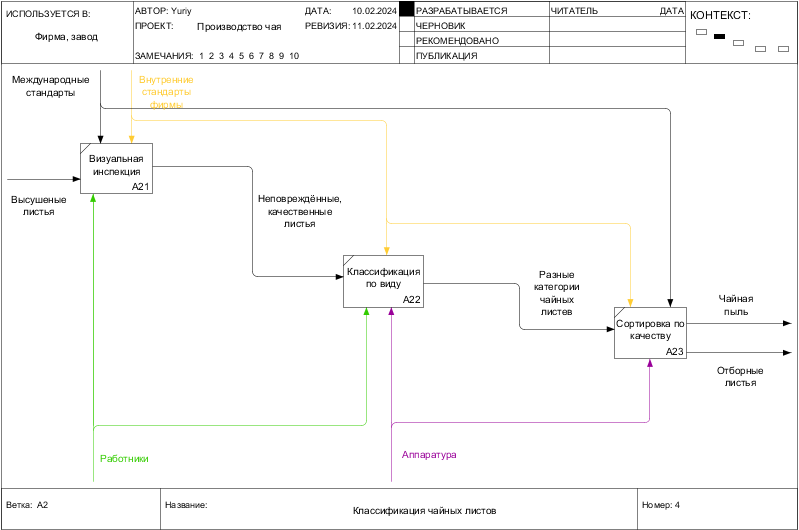 ИСПОЛЬЗУЕТСЯ В:
Фирма, завод
АВТОР: Yuriy
ДАТА: 10.02.2024
ПРОЕКТ: Производство чая
РЕВИЗИЯ: 11.02.2024
ЗАМЕЧАНИЯ: 1 2 3 4 5 6 7 8 9 10
РАЗРАБАТЫВАЕТСЯ
ЧЕРНОВИК
РЕКОМЕНДОВАНО
ПУБЛИКАЦИЯ
ЧИТАТЕЛЬ
ДАТА
КОНТЕКСТ:
Международные
стандарты
Внутренние
стандарты
фирмы
Визуальная
инспекция
A21
Высушеные
листья
Неповреждённые,
качественные
листья
Классификация
по виду
A22
Разные
категории
чайных
листев
Сортировка по
качеству
A23
Чайная
пыль
Отборные
листья
Работники
Аппаратура
Ветка: A2
Название:
Классификация чайных листов
Номер: 4